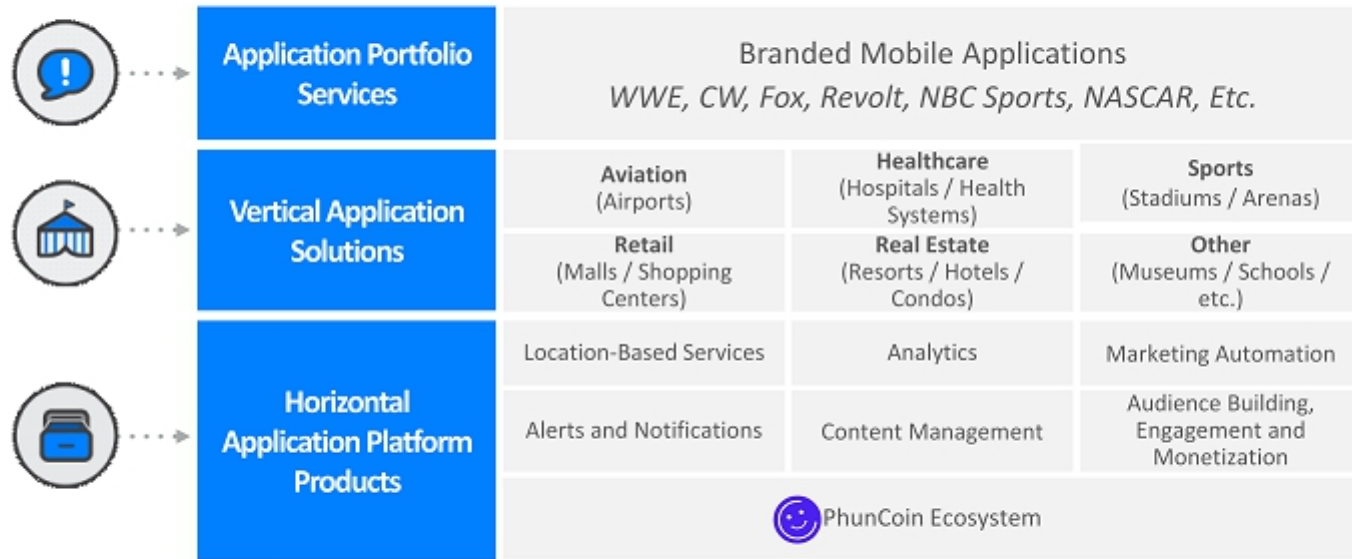 Application Portfolio
Services
Branded Mobile Applications
WWE, CW, Fox, Revolt, NBC Sports, NASCAR, Etc.
Vertical Application
Solutions
Aviation
(Airports)
Healthcare
(Hospitals / Health
Systems)
Sports
(Stadiums / Arenas)
Retail
(Malls / Shopping
Centers)
Real Estate
(Resorts / Hotels /
Condos)
Other
(Museums / Schools /
etc.)
Horizontal
Application Platform
Products
Location-Based Services
Analytics
Marketing Automation
Alerts and Notifications
Content Management
Audience Building,
Engagement and
Monetization
PhunCoin Ecosystem